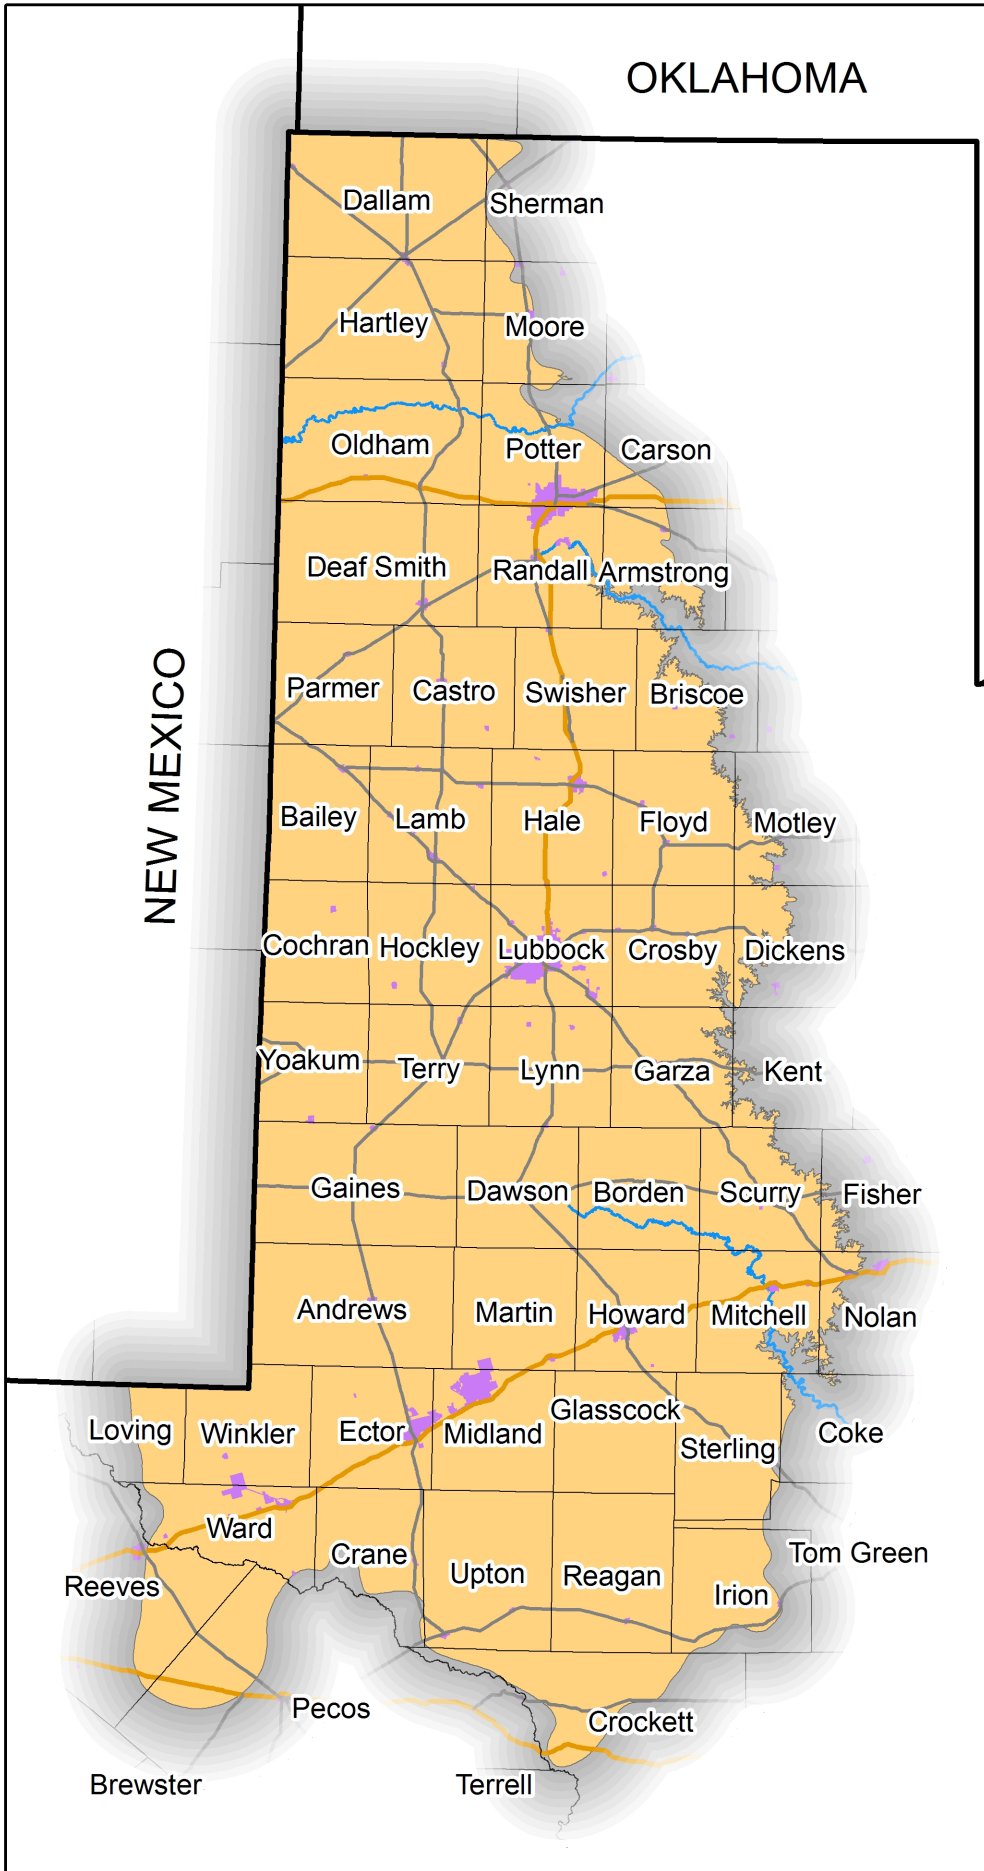 OKLAHOMA
Dallam
Sherman
Hartley
Moore
Oldham
Potter
Carson
Deaf Smith
Randall
Armstrong
NEW MEXICO
Parmer
Castro
Swisher
Briscoe
Bailey
Lamb
Hale
Floyd
Motley
Cochran
Hockley
Lubbock
Crosby
Dickens
Yoakum
Terry
Lynn
Garza
Kent
Gaines
Dawson
Borden
Scurry
Fisher
Andrews
Martin
Howard
Mitchell
Nolan
Loving
Winkler
Ector
Midland
Glasscock
Sterling
Coke
Ward
Crane
Upton
Reagan
Irion
Tom Green
Reeves
Pecos
Crockett
Brewster
Terrell